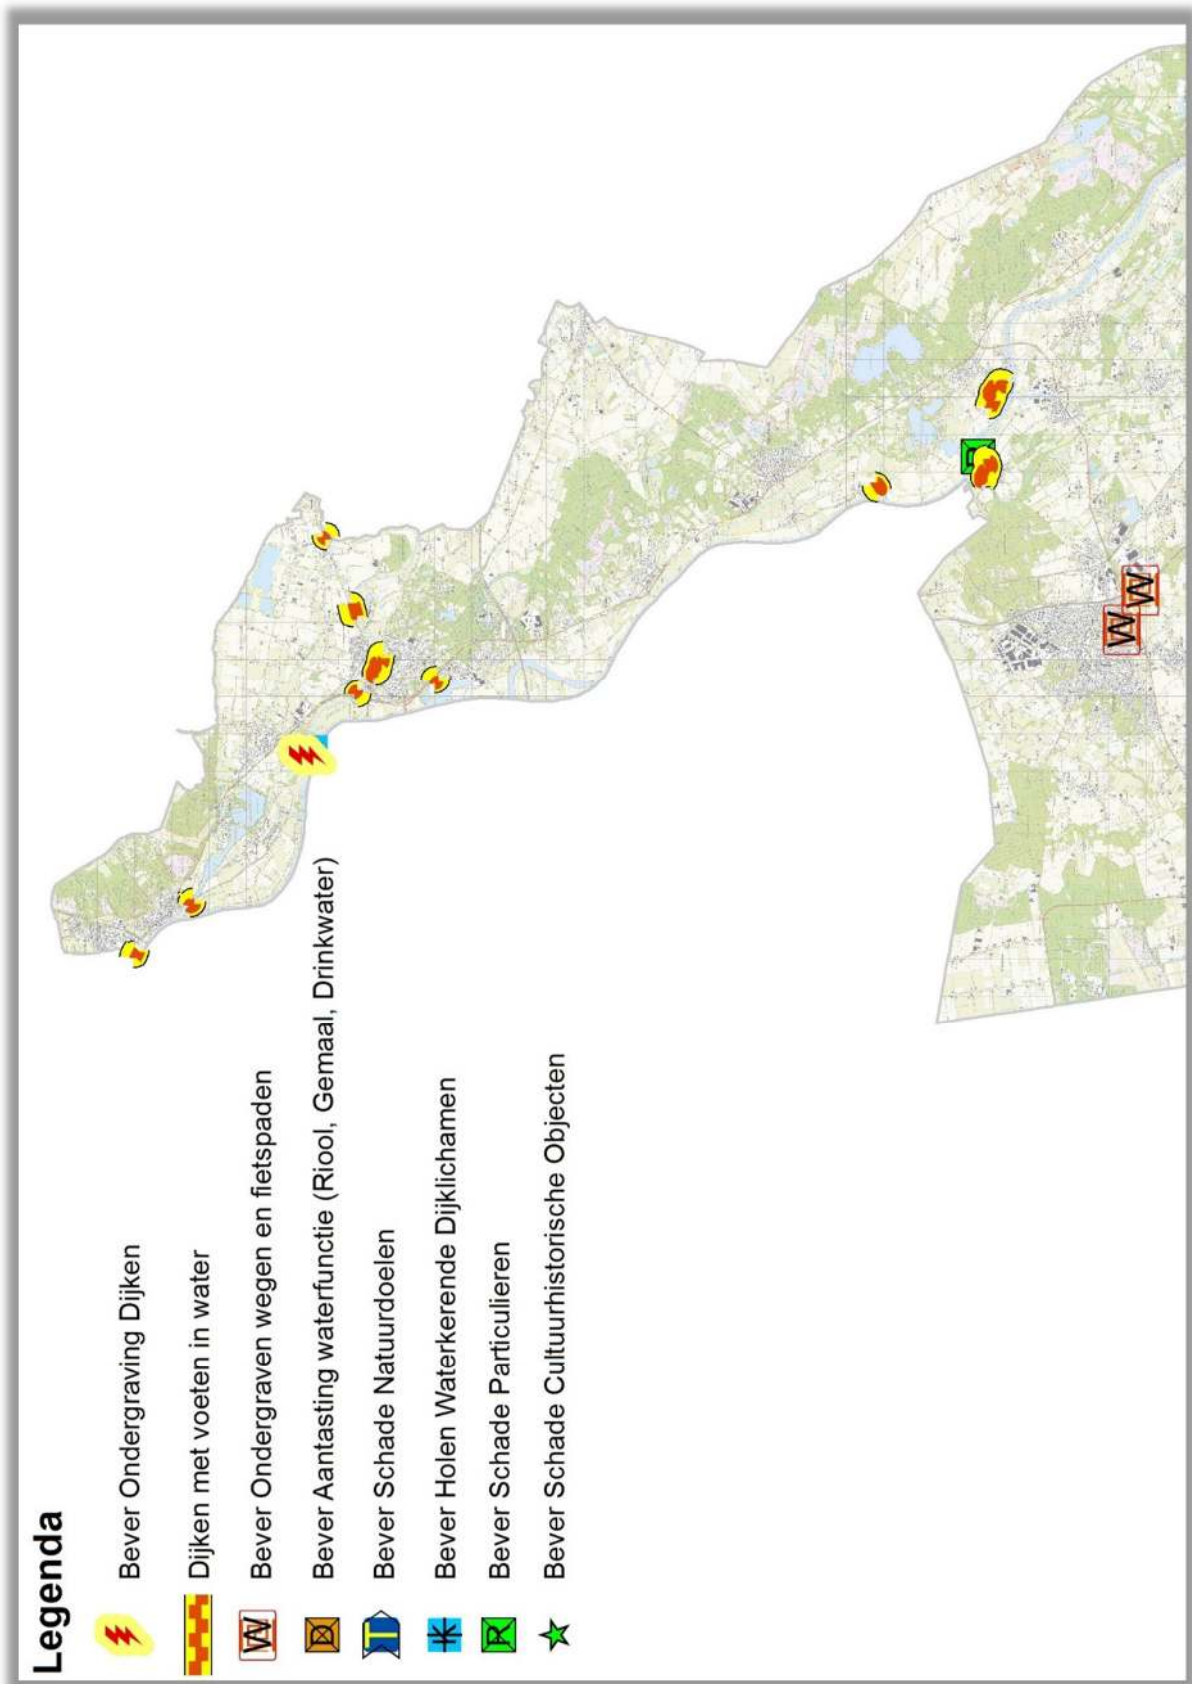 Legenda
Bever Ondergraving Dijken
Dijken met voeten in water
W Bever Ondergraven wegen en fietspaden
D Bever Aantasting waterfunctie (Riool, Gemaal, Drinkwater)
T Bever Schade Natuurdoelen
K Bever Holen Waterkerende Dijklichamen
R Bever Schade Particulieren
Bever Schade Cultuurhistorische Objecten
W
W